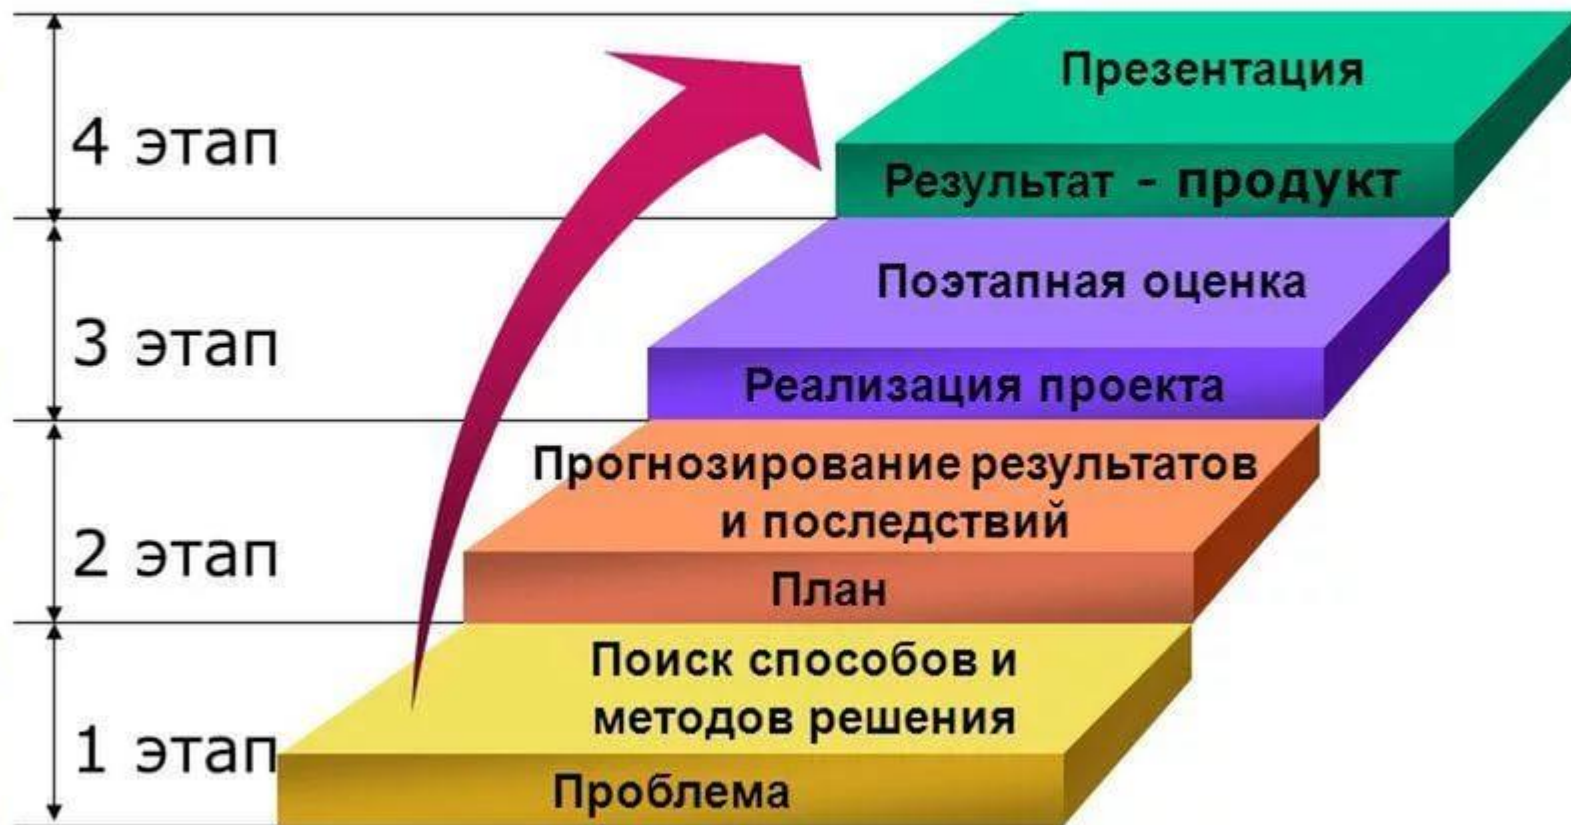 4 этап
Презентация
Результат - продукт
3 этап
Поэтапная оценка
Реализация проекта
2 этап
Прогнозирование результатов
и последствий
План
1 этап
Поиск способов и
методов решения
Проблема